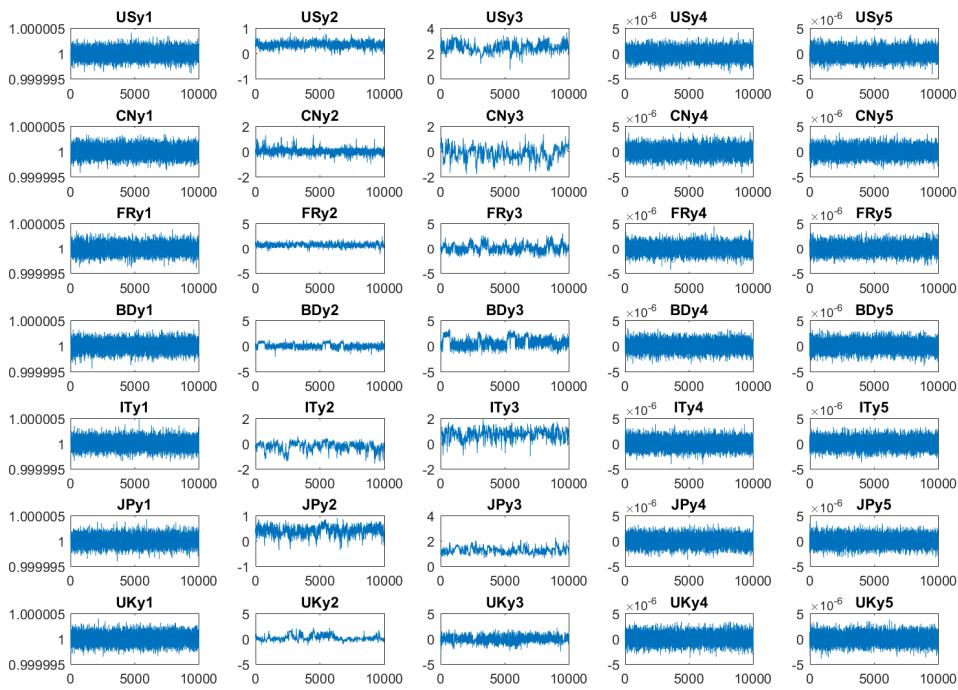 USy1 USy2 USy3 USy4 USy5
1.000005 1 4 ×10⁻⁶ 5 ×10⁻⁶ 5
1 0 2 0 0
0.999995 -1 0 -5 -5
0 5000 10000 0 5000 10000 0 5000 10000 0 5000 10000 0 5000 10000
CNy1 CNy2 CNy3 CNy4 CNy5
1.000005 2 2 ×10⁻⁶ 5 ×10⁻⁶ 5
1 0 0 0 0
0.999995 -2 -2 -5 -5
0 5000 10000 0 5000 10000 0 5000 10000 0 5000 10000 0 5000 10000
FRy1 FRy2 FRy3 FRy4 FRy5
1.000005 5 5 ×10⁻⁶ 5 ×10⁻⁶ 5
1 0 0 0 0
0.999995 -5 -5 -5 -5
0 5000 10000 0 5000 10000 0 5000 10000 0 5000 10000 0 5000 10000
BDy1 BDy2 BDy3 BDy4 BDy5
1.000005 5 5 ×10⁻⁶ 5 ×10⁻⁶ 5
1 0 0 0 0
0.999995 -5 -5 -5 -5
0 5000 10000 0 5000 10000 0 5000 10000 0 5000 10000 0 5000 10000
ITy1 ITy2 ITy3 ITy4 ITy5
1.000005 2 2 ×10⁻⁶ 5 ×10⁻⁶ 5
1 0 0 0 0
0.999995 -2 -2 -5 -5
0 5000 10000 0 5000 10000 0 5000 10000 0 5000 10000 0 5000 10000
JPy1 JPy2 JPy3 JPy4 JPy5
1.000005 1 4 ×10⁻⁶ 5 ×10⁻⁶ 5
1 0 2 0 0
0.999995 -1 0 -5 -5
0 5000 10000 0 5000 10000 0 5000 10000 0 5000 10000 0 5000 10000
UKy1 UKy2 UKy3 UKy4 UKy5
1.000005 5 5 ×10⁻⁶ 5 ×10⁻⁶ 5
1 0 0 0 0
0.999995 -5 -5 -5 -5
0 5000 10000 0 5000 10000 0 5000 10000 0 5000 10000 0 5000 10000